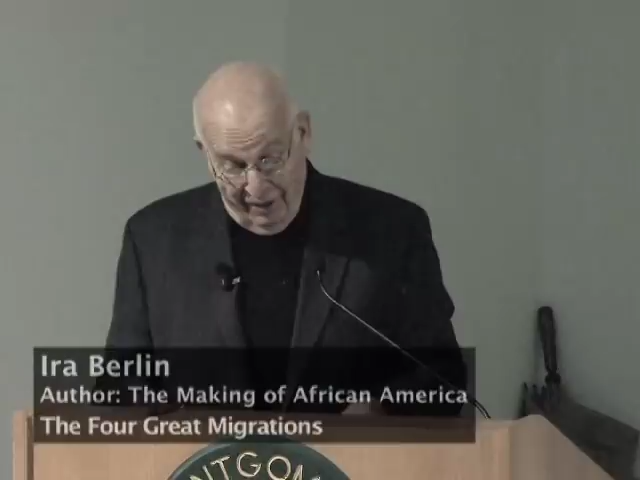 Ira Berlin
Author: The Making of African America
The Four Great Migrations
NTGOM